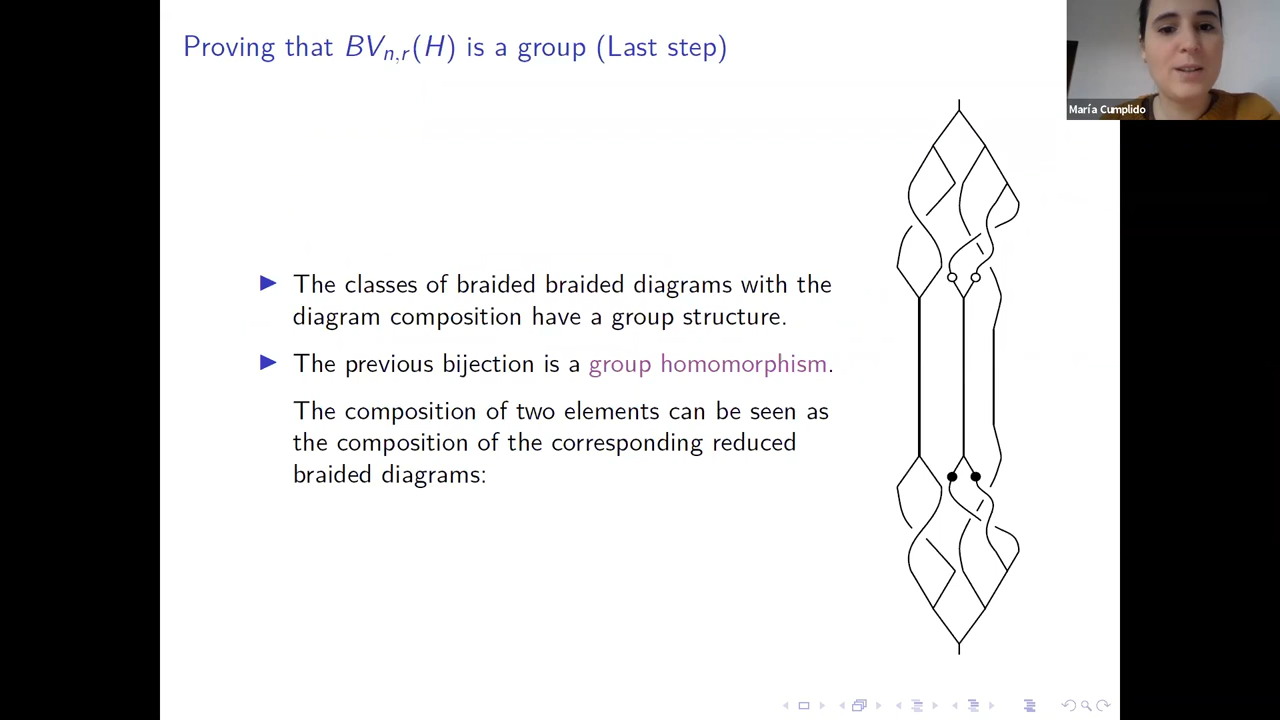 Proving that BVn,r(H) is a group (Last step)
María Cumplido
The classes of braided braided diagrams with the
diagram composition have a group structure.
The previous bijection is a group homomorphism.
The composition of two elements can be seen as
the composition of the corresponding reduced
braided diagrams: